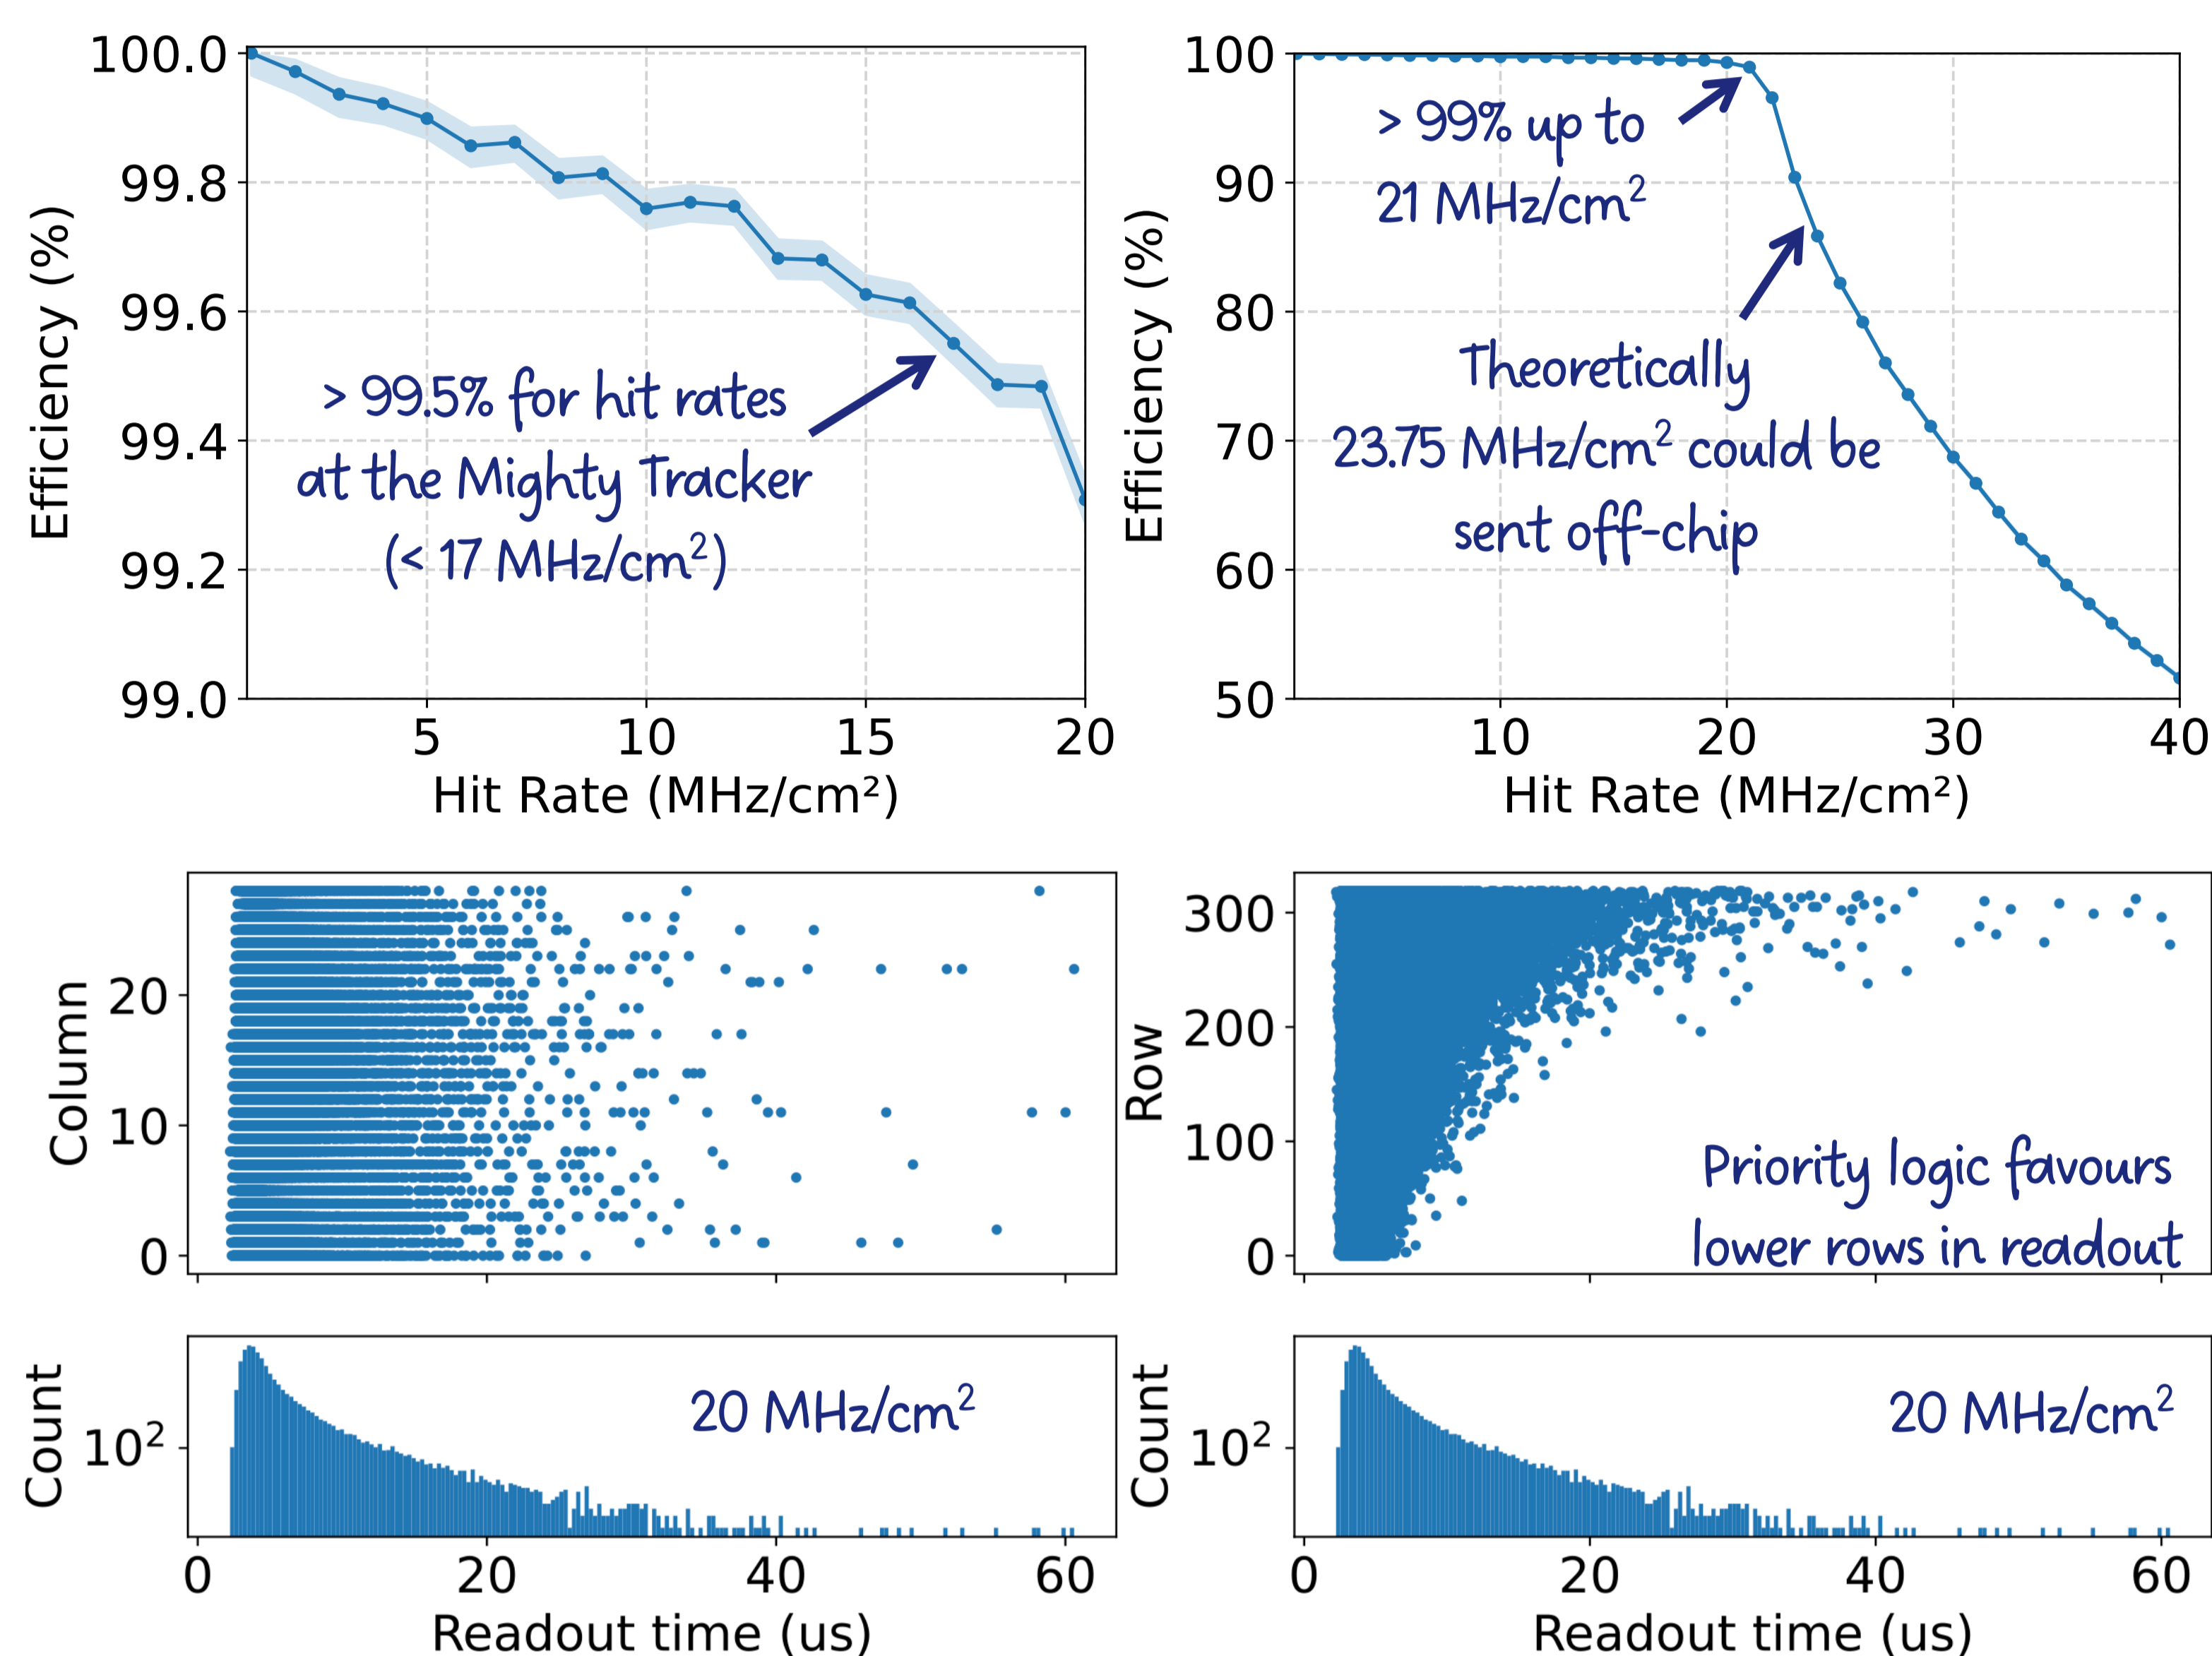 100.0
99.8
99.6
99.4
99.2
99.0
Efficiency (%)
> 99.5% for hit rates
at the Mighty Tracker
(< 17 MHz/cm²)
5 10 15 20
Hit Rate (MHz/cm²)
100
90
80
70
60
50
Efficiency (%)
> 99% up to
21 MHz/cm²
Theoretically
23.75 MHz/cm² could be
sent off-chip
10 20 30 40
Hit Rate (MHz/cm²)
20
10
0
Column
300
200
100
0
Row
Priority logic favours
lower rows in readout
Count
10²
20 MHz/cm²
0 20 40 60
Readout time (us)
Count
10²
20 MHz/cm²
0 20 40 60
Readout time (us)